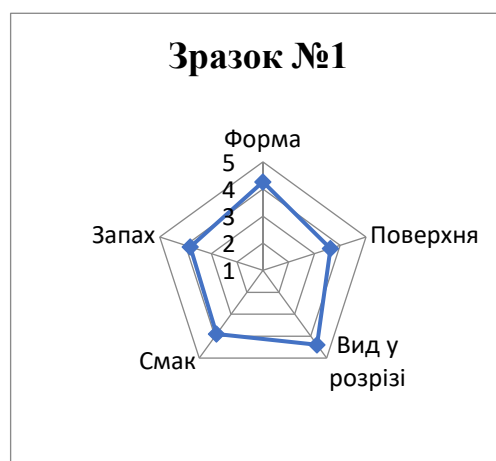 Зразок №1
Форма
5
4
3
2
1
Запах
Поверхня
Смак
Вид у
розрізі